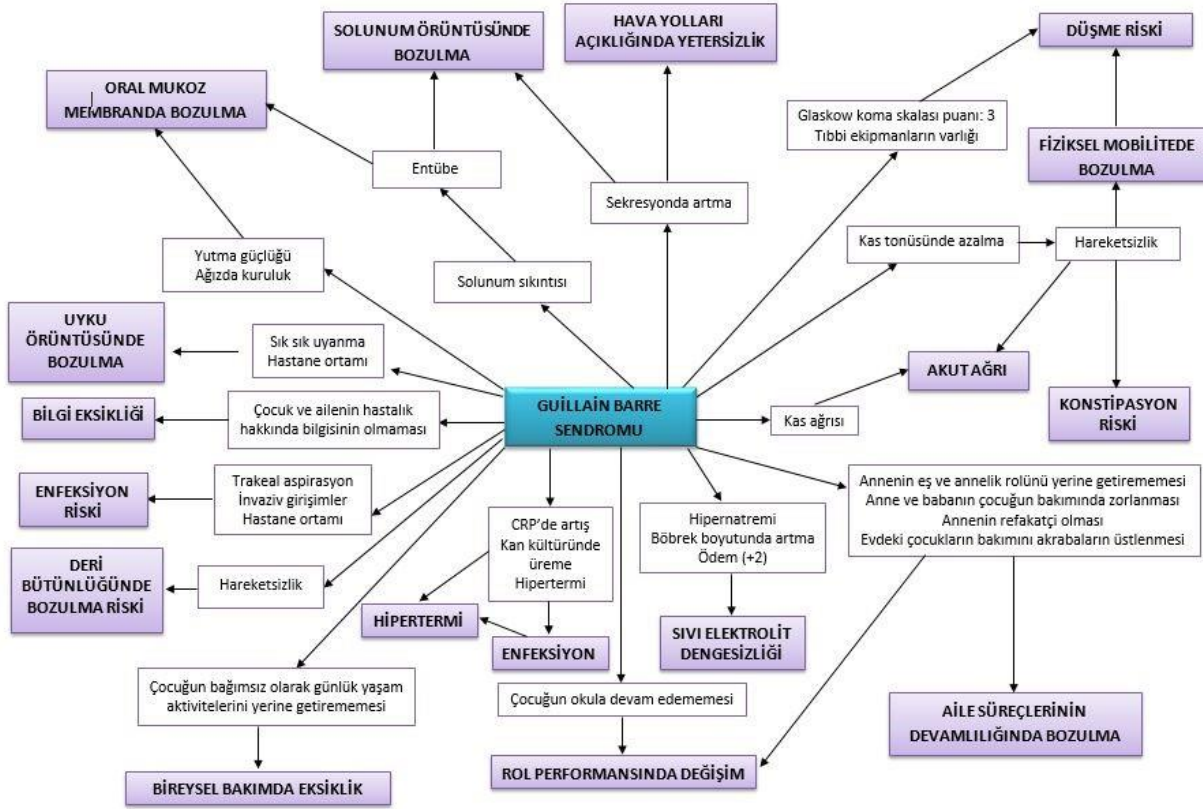 SOLUNUM ÖRÜNTÜSÜNDE
BOZULMA
HAVA YOLLARI
AÇIKLIĞINDA YETERSİZLİK
DÜŞME RİSKİ
ORAL MUKOZ
MEMBRANDA BOZULMA
Glaskow koma skalası puanı: 3
Tıbbi ekipmanların varlığı
FİZİKSEL MOBİLİTEDE
BOZULMA
Entübe
Sekresyonda artma
Yutma güçlüğü
Ağızda kuruluk
Solunum sıkıntısı
Kas tonüsünde azalma
Hareketsizlik
UYKU
ÖRÜNTÜSÜNDE
BOZULMA
Sık sık uyanma
Hastane ortamı
AKUT AĞRI
BİLGİ EKSİKLİĞİ
Çocuk ve ailenin hastalık
hakkında bilgisinin olmaması
GUİLLAİN BARRE
SENDROMU
Kas ağrısı
KONSTİPASYON
RİSKİ
ENFEKSİYON
RİSKİ
Trakeal aspirasyon
İnvaziv girişimler
Hastane ortamı
CRP’de artış
Kan kültüründe
üreme
Hipertermi
Hipernatremi
Böbrek boyutunda artma
Ödem (+2)
Annenin eş ve annelik rolünü yerine getirememesi
Anne ve babanın çocuğun bakımında zorlanması
Annenin refakatçi olması
Evdeki çocukların bakımını akrabaların üstlenmesi
DERİ
BÜTÜNLÜĞÜNDE
BOZULMA RİSKİ
Hareketsizlik
HİPERTERMİ
ENFEKSİYON
SIVI ELEKTROLİT
DENGESİZLİĞİ
Çocuğun bağımsız olarak günlük yaşam
aktivitelerini yerine getirememesi
Çocuğun okula devam edememesi
AİLE SÜREÇLERİNİN
DEVAMLILIĞINDA BOZULMA
BİREYSEL BAKIMDA EKSİKLİK
ROL PERFORMANSINDA DEĞİŞİM